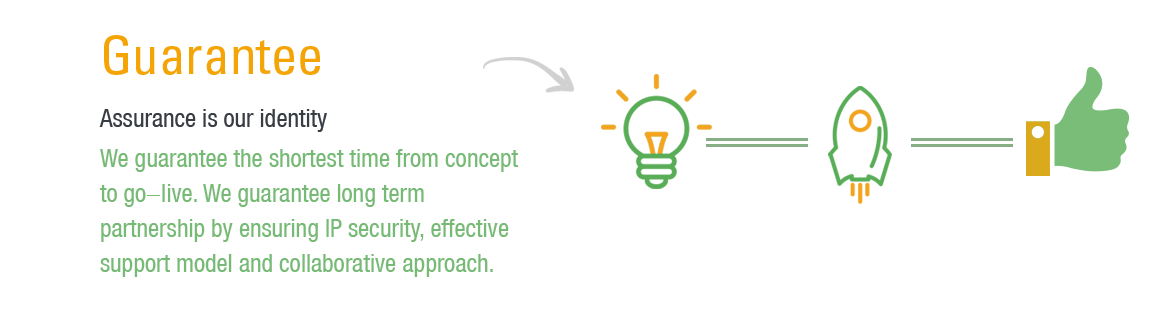 Guarantee
Assurance is our identity
We guarantee the shortest time from concept
to go–live. We guarantee long term
partnership by ensuring IP security, effective
support model and collaborative approach.